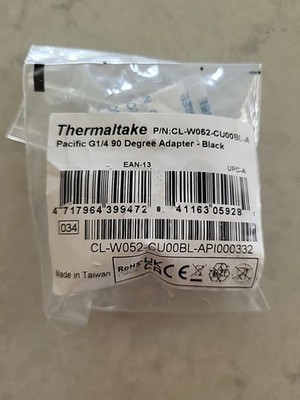 Thermaltake P/N:CL-W052-CU00BL-A
Pacific G1/4 90 Degree Adapter - Black
EAN-13 UPC-A
4 717964 399472 8 41163 05928
034
CL-W052-CU00BL-API000332
Made in Taiwan RoHS UK CA CE